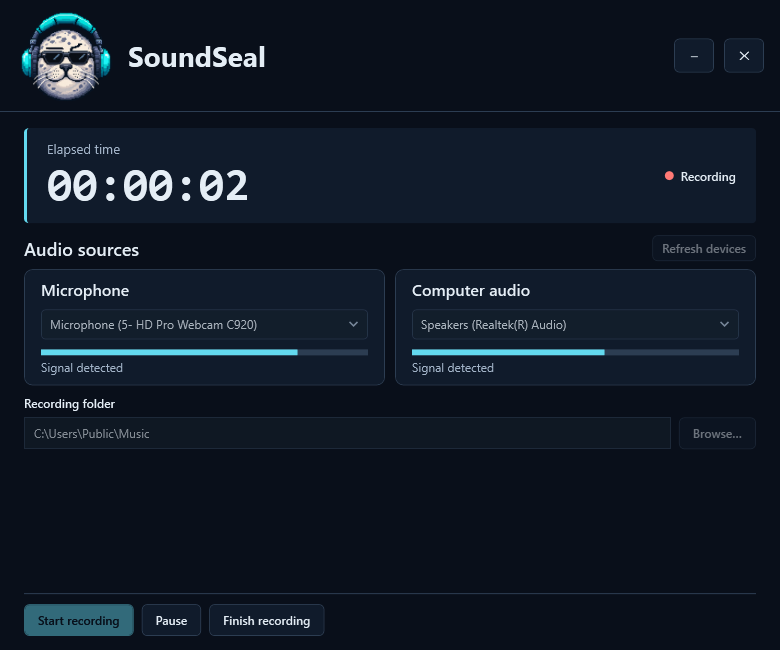 SoundSeal
Elapsed time
00:00:02
Recording
Audio sources
Refresh devices
Microphone
Microphone (5- HD Pro Webcam C920)
Signal detected
Computer audio
Speakers (Realtek(R) Audio)
Signal detected
Recording folder
C:\Users\Public\Music
Browse...
Start recording
Pause
Finish recording